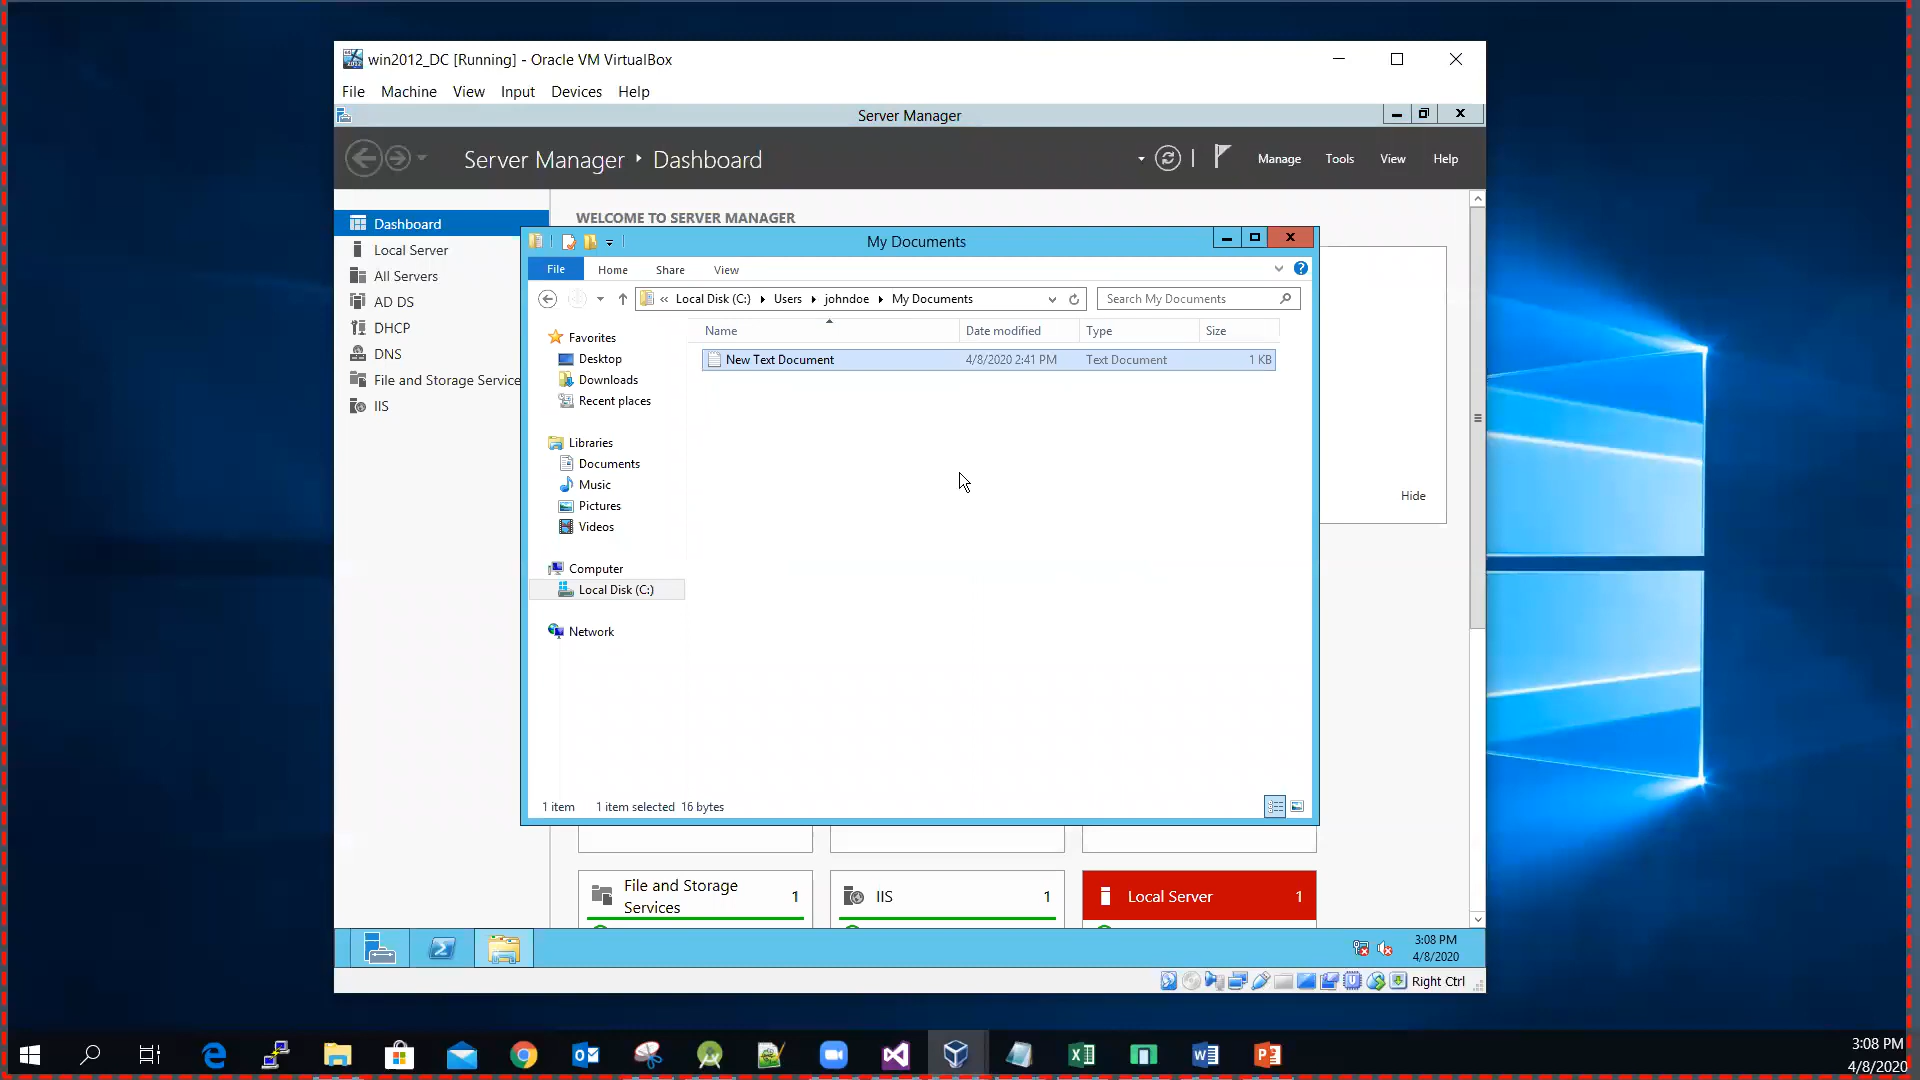 win2012_DC [Running] - Oracle VM VirtualBox
File Machine View Input Devices Help
Server Manager
Server Manager Dashboard
Manage Tools View Help
Dashboard
Local Server
All Servers
AD DS
DHCP
DNS
File and Storage Service
IIS
WELCOME TO SERVER MANAGER
My Documents
File Home Share View
« Local Disk (C:) Users johndoe My Documents
Search My Documents
Name Date modified Type Size
New Text Document 4/8/2020 2:41 PM Text Document 1 KB
Favorites
Desktop
Downloads
Recent places
Libraries
Documents
Music
Pictures
Videos
Computer
Local Disk (C:)
Network
1 item 1 item selected 16 bytes
Hide
File and Storage Services 1
IIS 1
Local Server 1
3:08 PM
4/8/2020
Right Ctrl
3:08 PM
4/8/2020